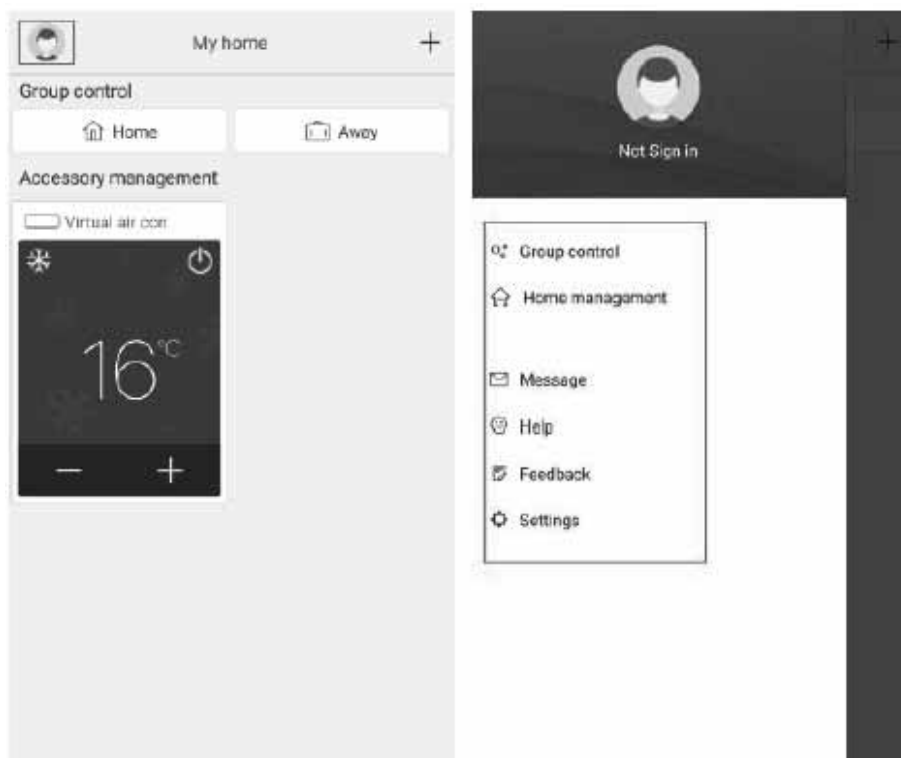 My home
+
Group control
Home
Away
Accessory management
Virtual air con
16°C
− +
Not Sign in
Group control
Home management
Message
Help
Feedback
Settings